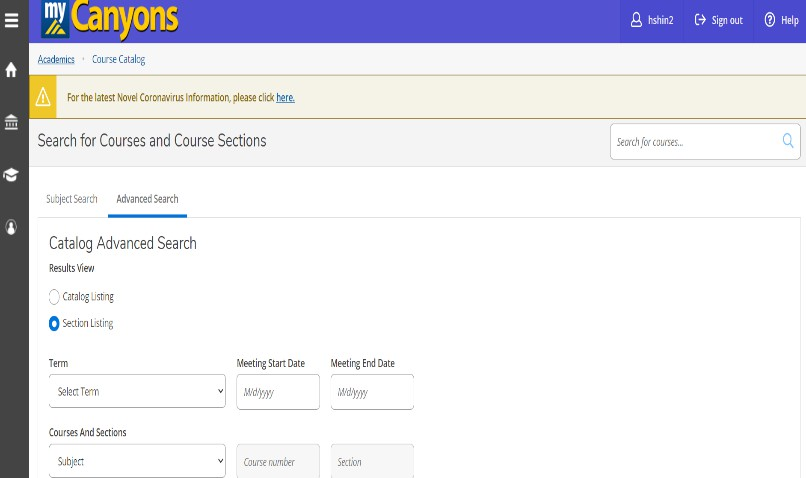 my Canyons
hshin2 Sign out Help
Academics Course Catalog
For the latest Novel Coronavirus Information, please click here.
Search for Courses and Course Sections
Search for courses...
Subject Search Advanced Search
Catalog Advanced Search
Results View
Catalog Listing
Section Listing
Term Meeting Start Date Meeting End Date
Select Term M/d/yyyy M/d/yyyy
Courses And Sections
Subject Course number Section